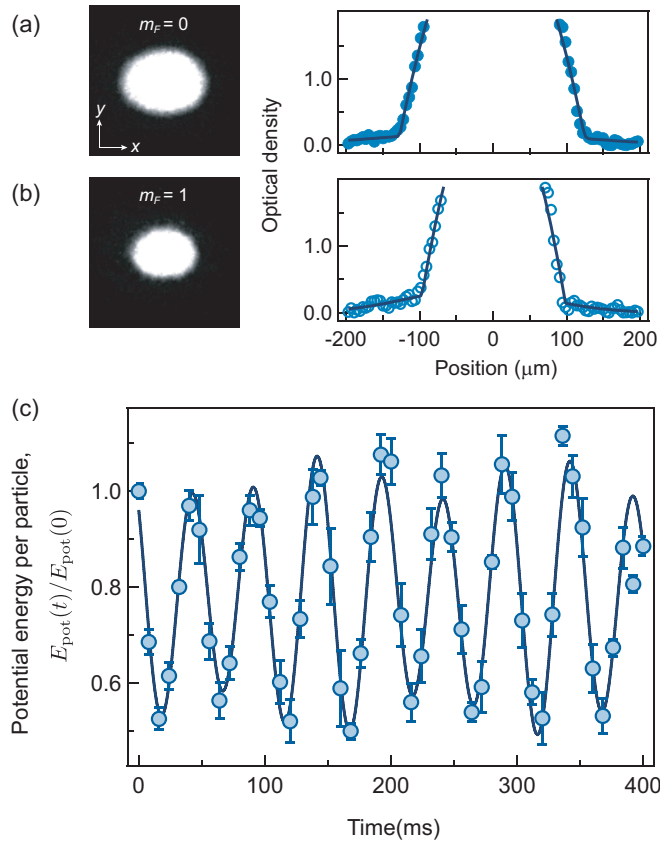 (a)
m_F = 0
y
x
1.0
0.0
Optical density
(b)
m_F = 1
1.0
0.0
-200 -100 0 100 200
Position (μm)
(c)
Potential energy per particle,
E_pot(t)/E_pot(0)
1.0
0.8
0.6
0 100 200 300 400
Time(ms)